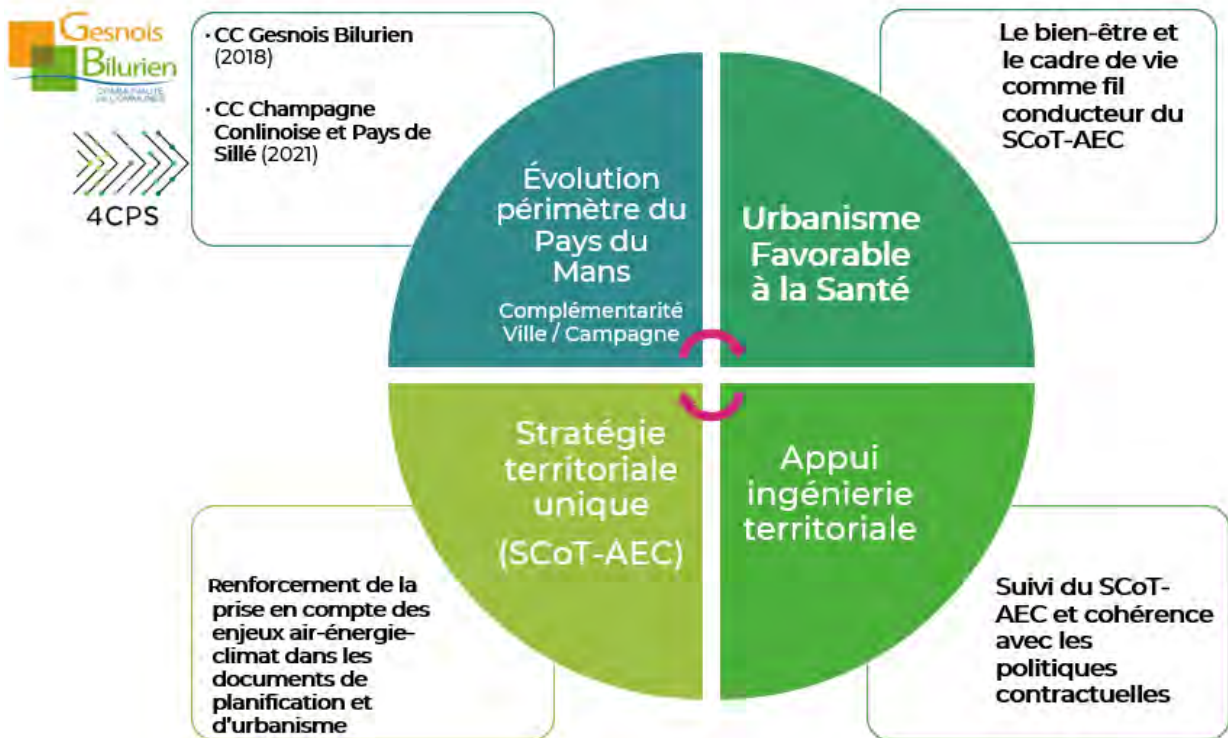 Gesnois
Bilurien
COMMUNAUTÉ
DE COMMUNES
4CPS
• CC Gesnois Bilurien
(2018)
• CC Champagne
Conlinoise et Pays de
Sillé (2021)
Le bien-être et
le cadre de vie
comme fil
conducteur du
SCoT-AEC
Évolution
périmètre du
Pays du
Mans
Complémentarité
Ville / Campagne
Urbanisme
Favorable
à la Santé
Stratégie
territoriale
unique
(SCoT-AEC)
Appui
ingénierie
territoriale
Renforcement de la
prise en compte des
enjeux air-énergie-
climat dans les
documents de
planification et
d'urbanisme
Suivi du SCoT-
AEC et cohérence
avec les
politiques
contractuelles